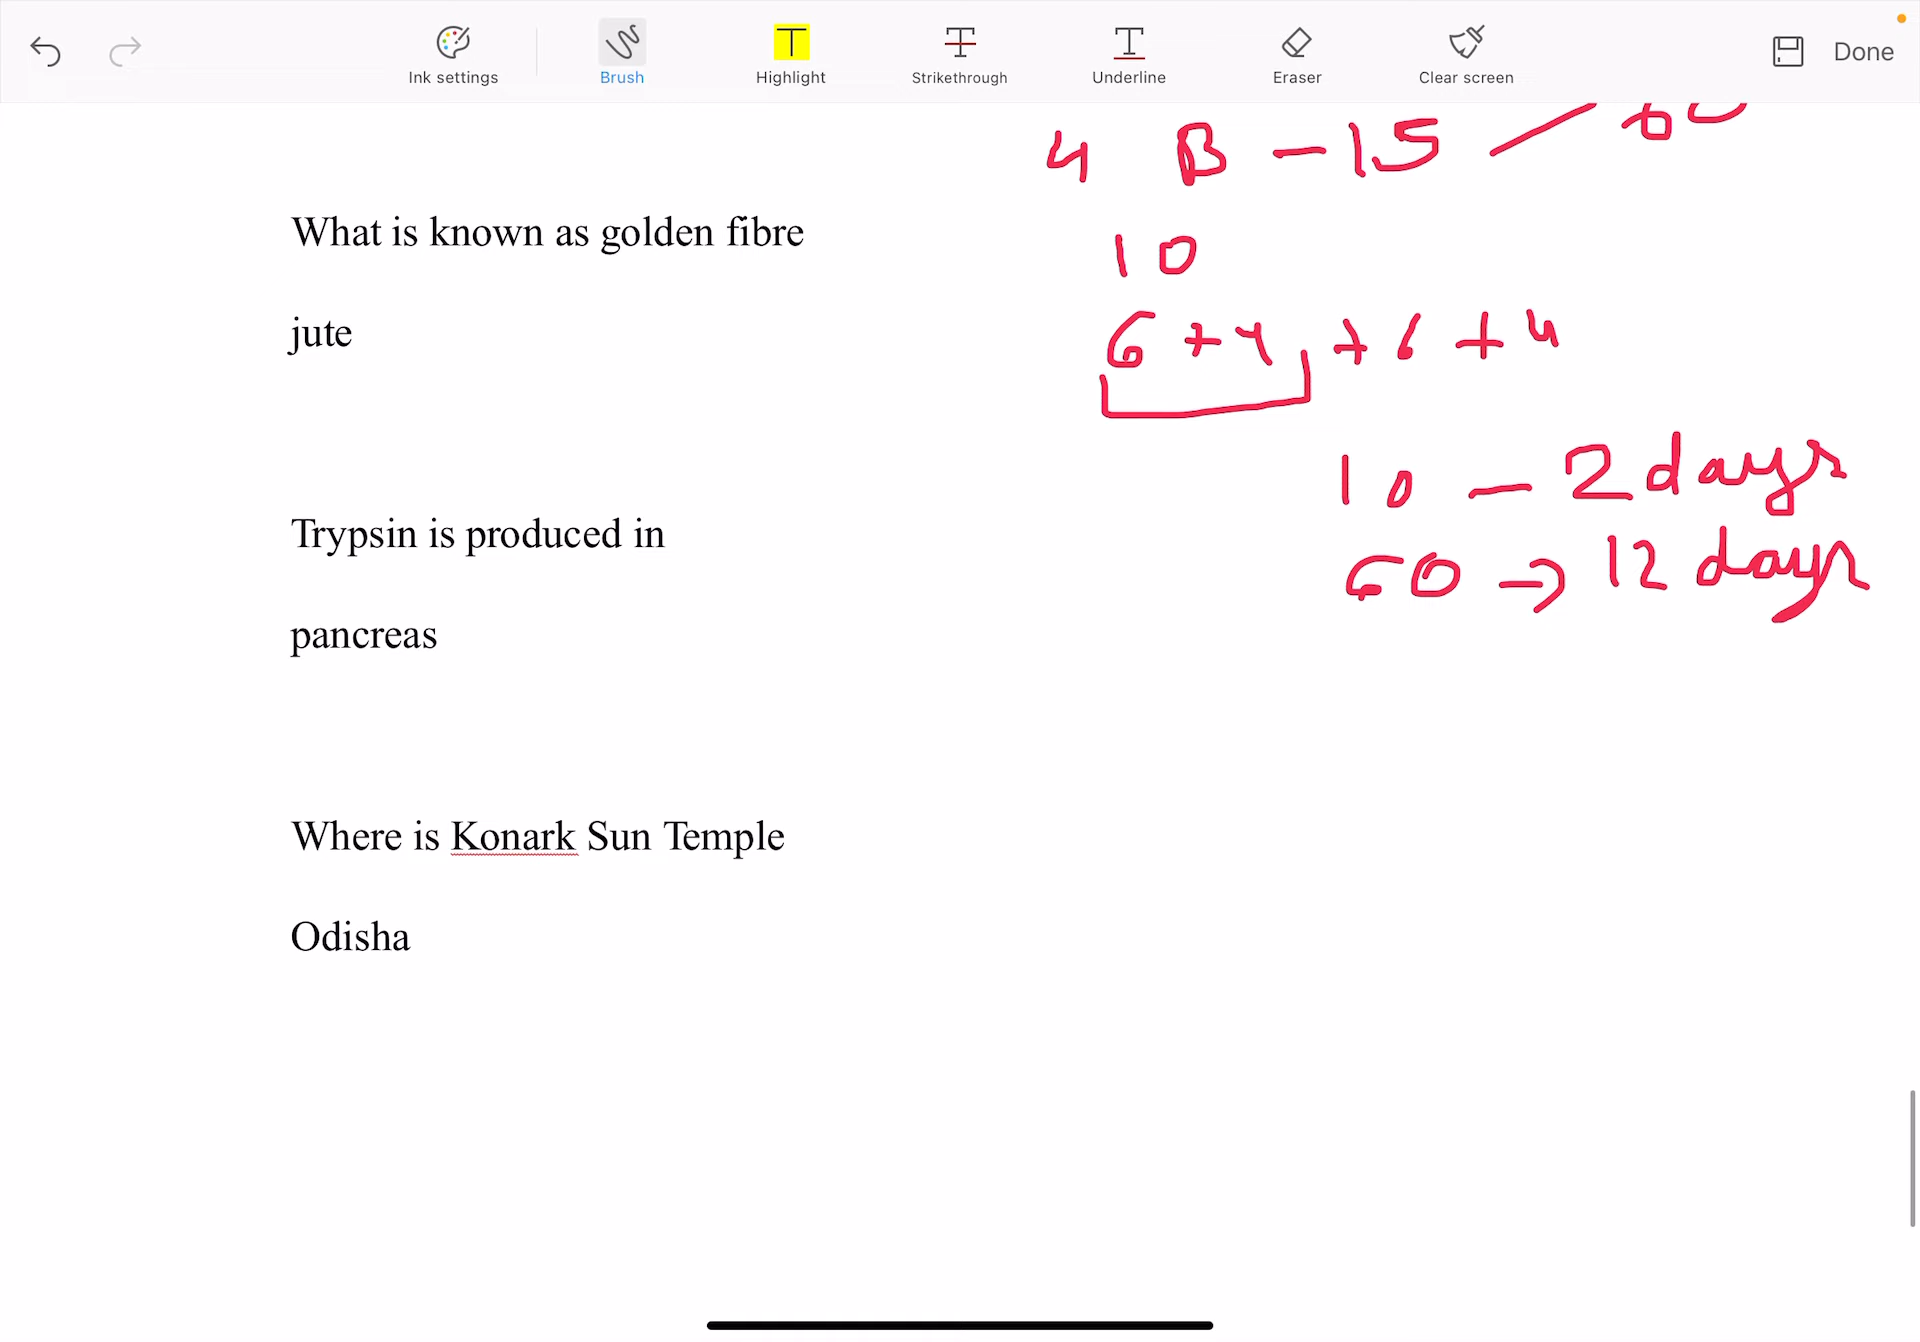 Ink settings
Brush
Highlight
Strikethrough
Underline
Eraser
Clear screen
Done
4 B - 15 60
10
What is known as golden fibre
6 + 4 + 6 + 4
jute
10 - 2 days
Trypsin is produced in
60 → 12 days
pancreas
Where is Konark Sun Temple
Odisha